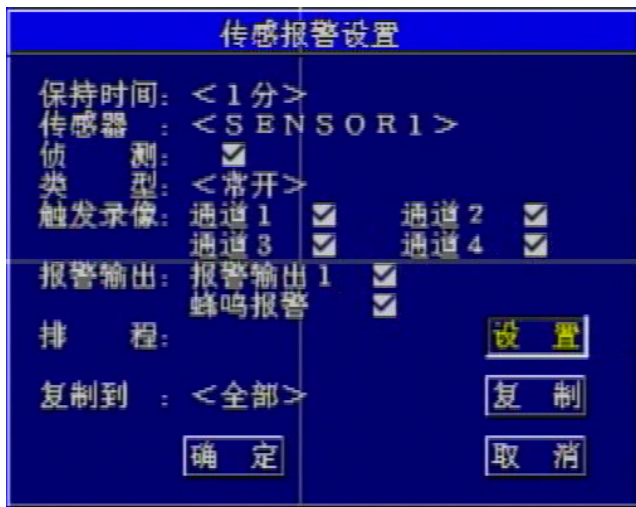 传感报警设置
保持时间: <1分>
传感器 : <SENSOR1>
侦 测:
类 型: <常开>
触发录像: 通道1 通道2
通道3 通道4
报警输出: 报警输出1
蜂鸣报警
排 程: 设 置
复制到 : <全部> 复 制
确 定 取 消